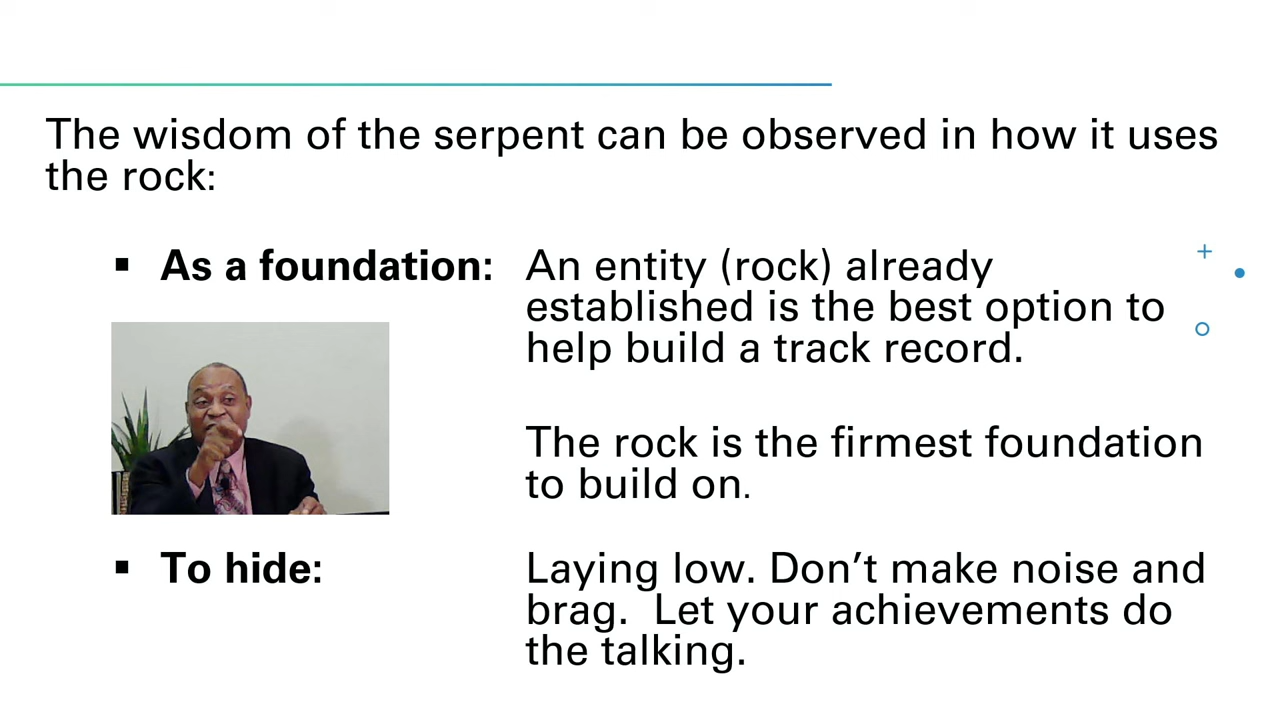 The wisdom of the serpent can be observed in how it uses
the rock:
▪ As a foundation: An entity (rock) already
established is the best option to
help build a track record.
The rock is the firmest foundation
to build on.
▪ To hide: Laying low. Don’t make noise and
brag.  Let your achievements do
the talking.